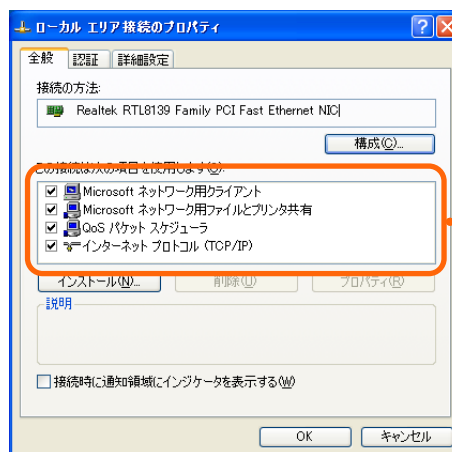 ローカル エリア接続のプロパティ
全般 認証 詳細設定
接続の方法:
Realtek RTL8139 Family PCI Fast Ethernet NIC
構成(C)...
この接続は次の項目を使用します(O):
Microsoft ネットワーク用クライアント
Microsoft ネットワーク用ファイルとプリンタ共有
QoS パケット スケジューラ
インターネット プロトコル (TCP/IP)
インストール(N)... 削除(U) プロパティ(R)
説明
接続時に通知領域にインジケータを表示する(W)
OK キャンセル